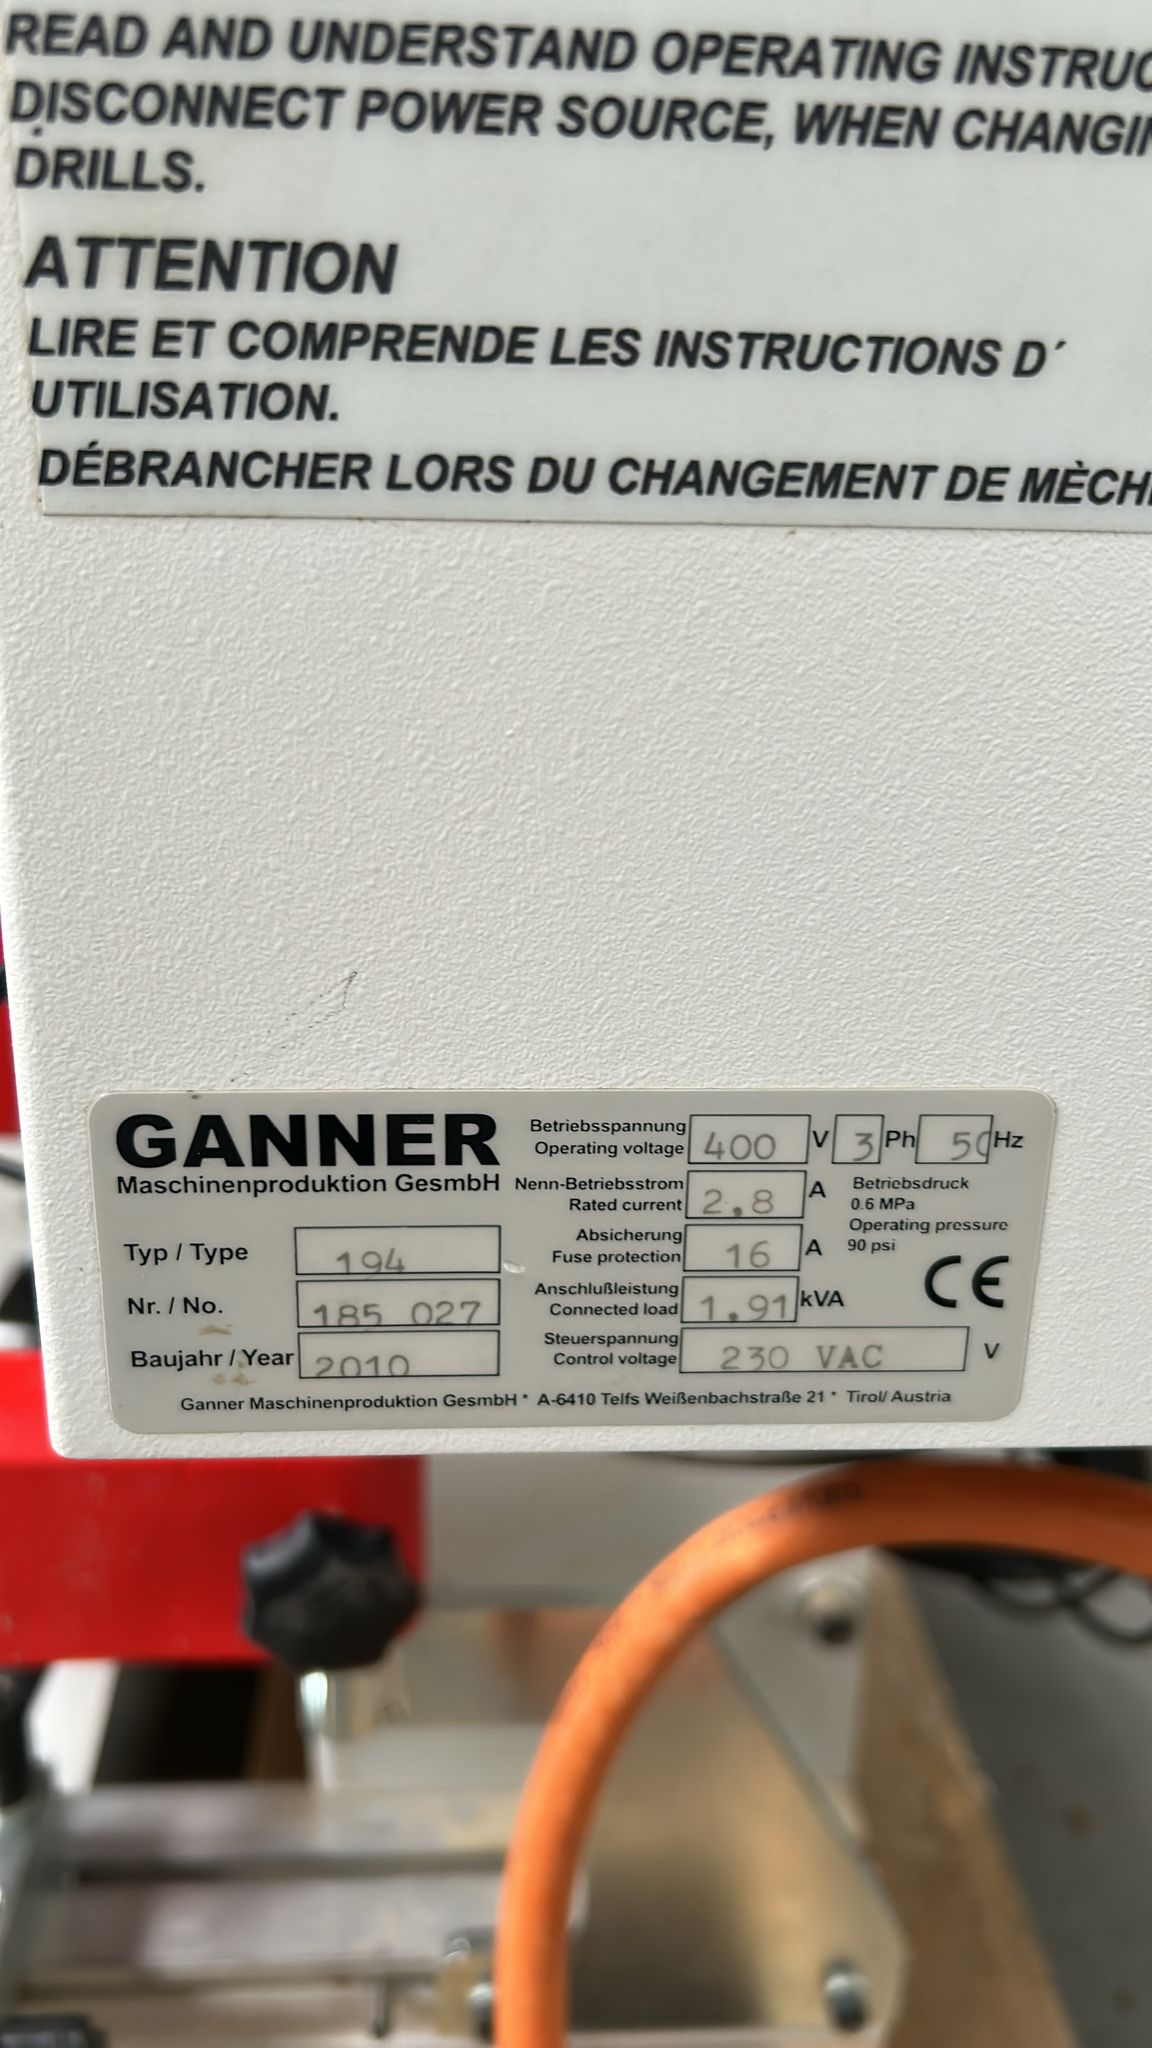 READ AND UNDERSTAND OPERATING INSTRUC
DISCONNECT POWER SOURCE, WHEN CHANGIN
DRILLS.
ATTENTION
LIRE ET COMPRENDE LES INSTRUCTIONS D´
UTILISATION.
DÉBRANCHER LORS DU CHANGEMENT DE MÈCH
GANNER
Maschinenproduktion GesmbH
Typ / Type 194
Nr. / No. 185 027
Baujahr / Year 2010
Betriebsspannung
Operating voltage 400 V 3 Ph 50 Hz
Nenn-Betriebsstrom
Rated current 2.8 A
Betriebsdruck
0.6 MPa
Operating pressure
90 psi
Absicherung
Fuse protection 16 A
Anschlußleistung
Connected load 1.91 kVA
CE
Steuerspannung
Control voltage 230 VAC V
Ganner Maschinenproduktion GesmbH * A-6410 Telfs Weißenbachstraße 21 * Tirol/ Austria